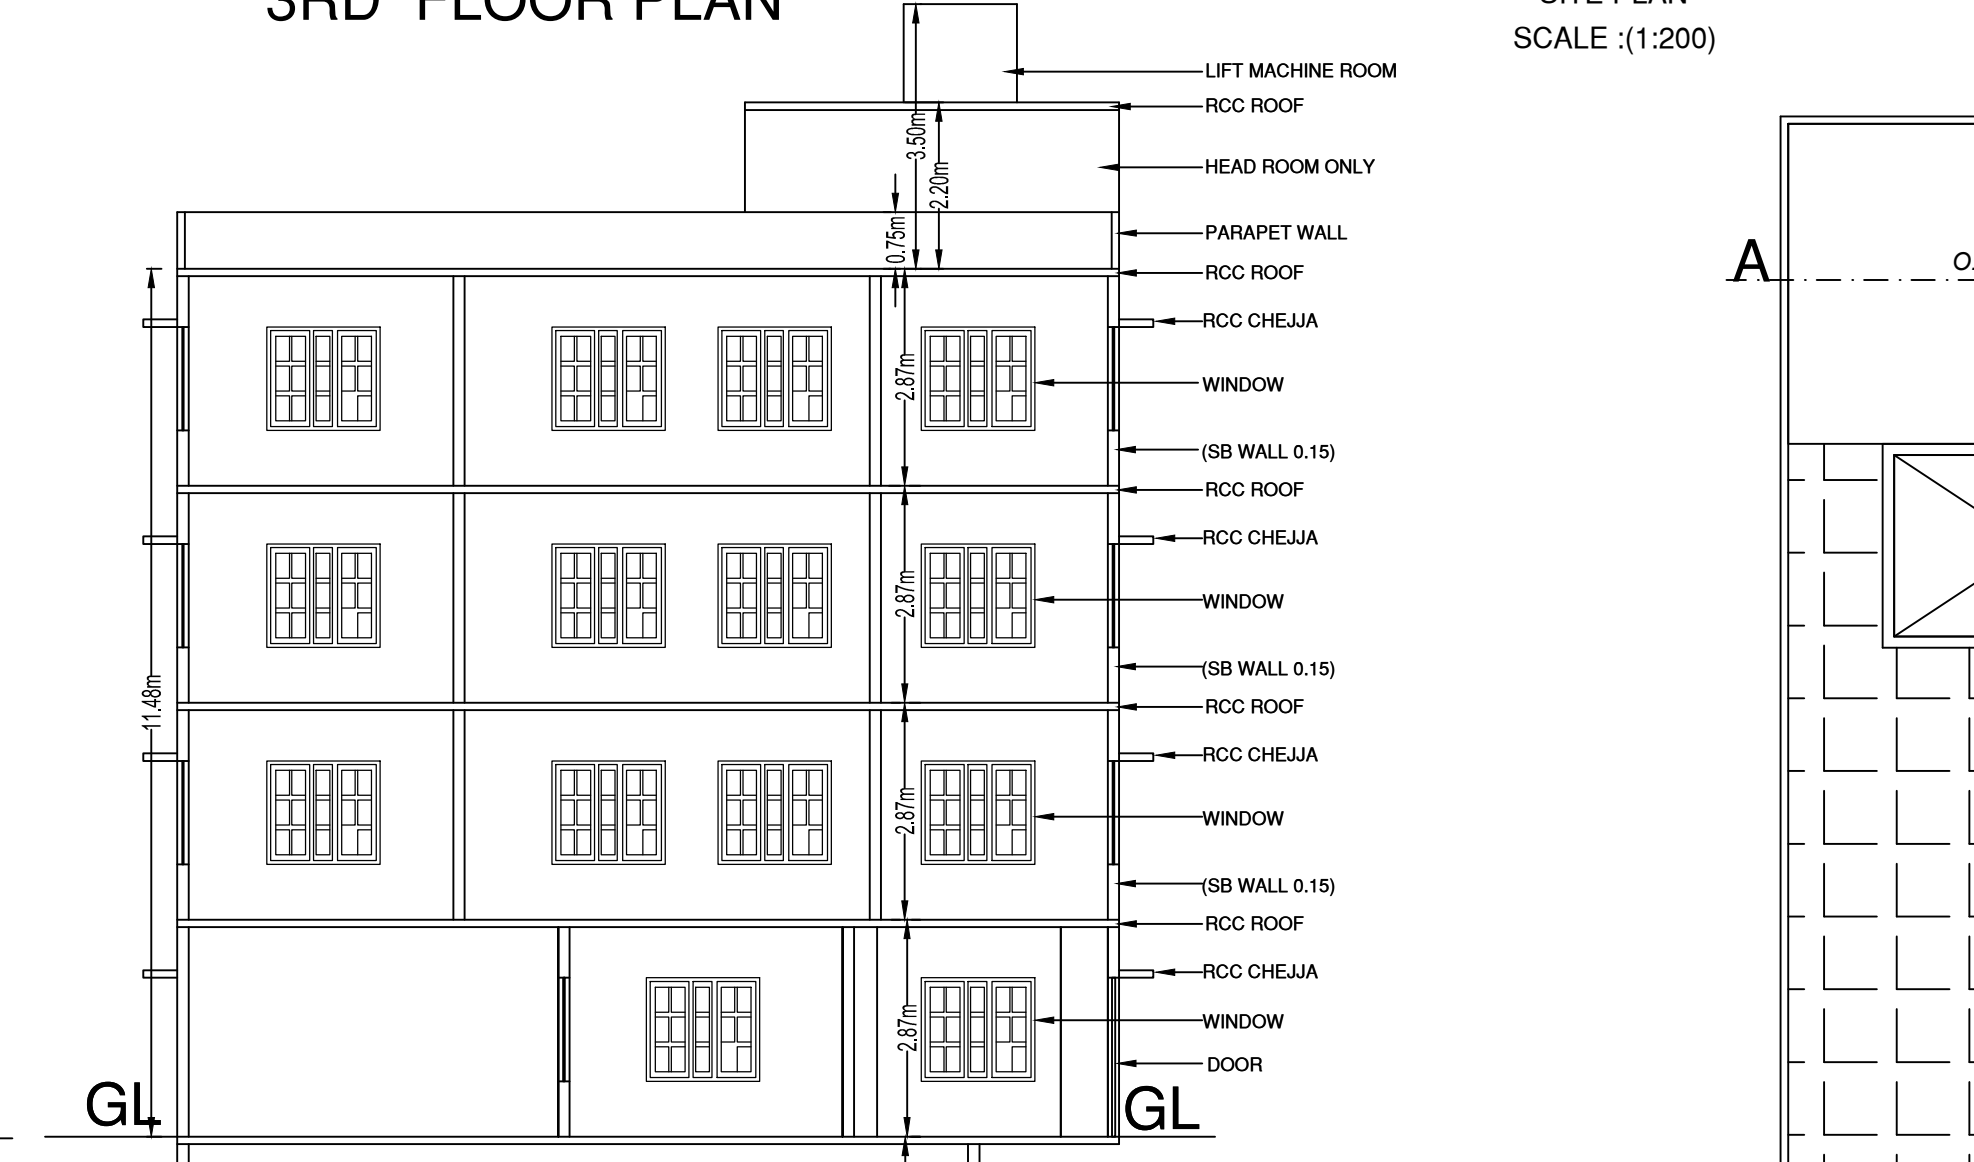 3RD FLOOR PLAN
SITE PLAN
SCALE :(1:200)
LIFT MACHINE ROOM
RCC ROOF
3.50m
HEAD ROOM ONLY
2.20m
0.75m
PARAPET WALL
RCC ROOF
A
RCC CHEJJA
2.87m
WINDOW
(SB WALL 0.15)
RCC ROOF
RCC CHEJJA
2.87m
WINDOW
(SB WALL 0.15)
11.48m
RCC ROOF
RCC CHEJJA
2.87m
WINDOW
(SB WALL 0.15)
RCC ROOF
RCC CHEJJA
2.87m
WINDOW
DOOR
GL
GL